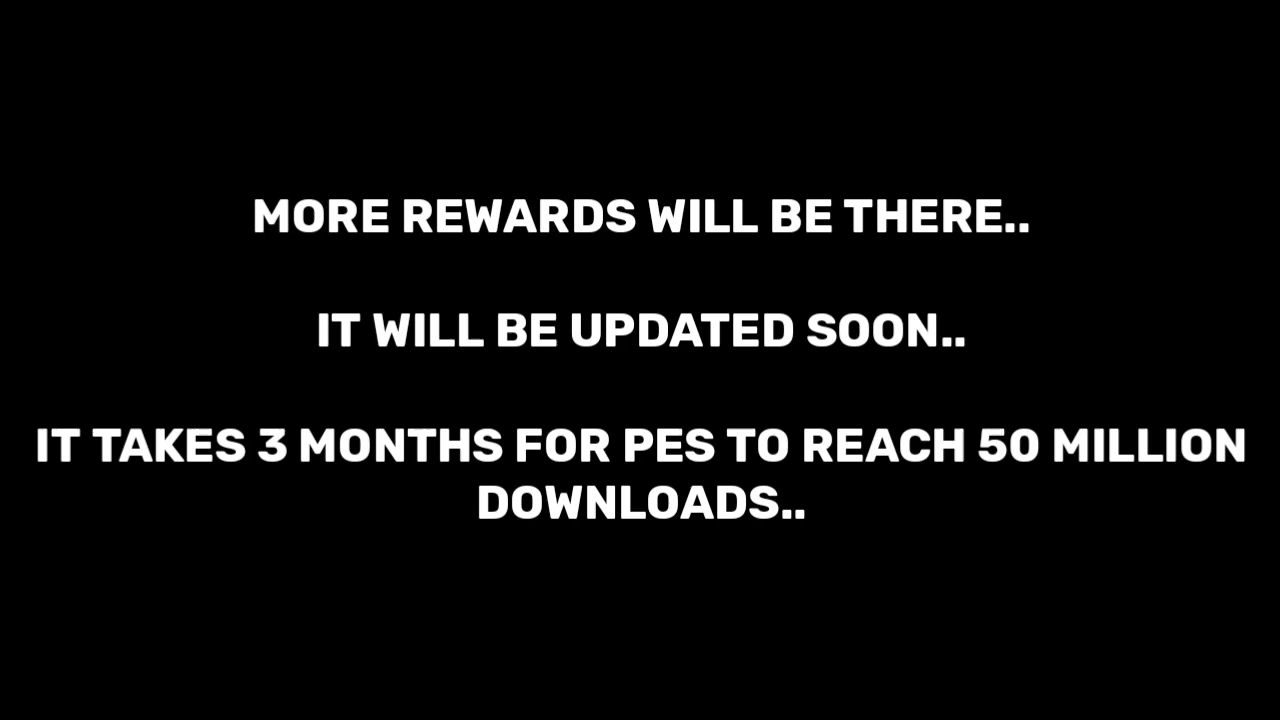 MORE REWARDS WILL BE THERE..
IT WILL BE UPDATED SOON..
IT TAKES 3 MONTHS FOR PES TO REACH 50 MILLION
DOWNLOADS..